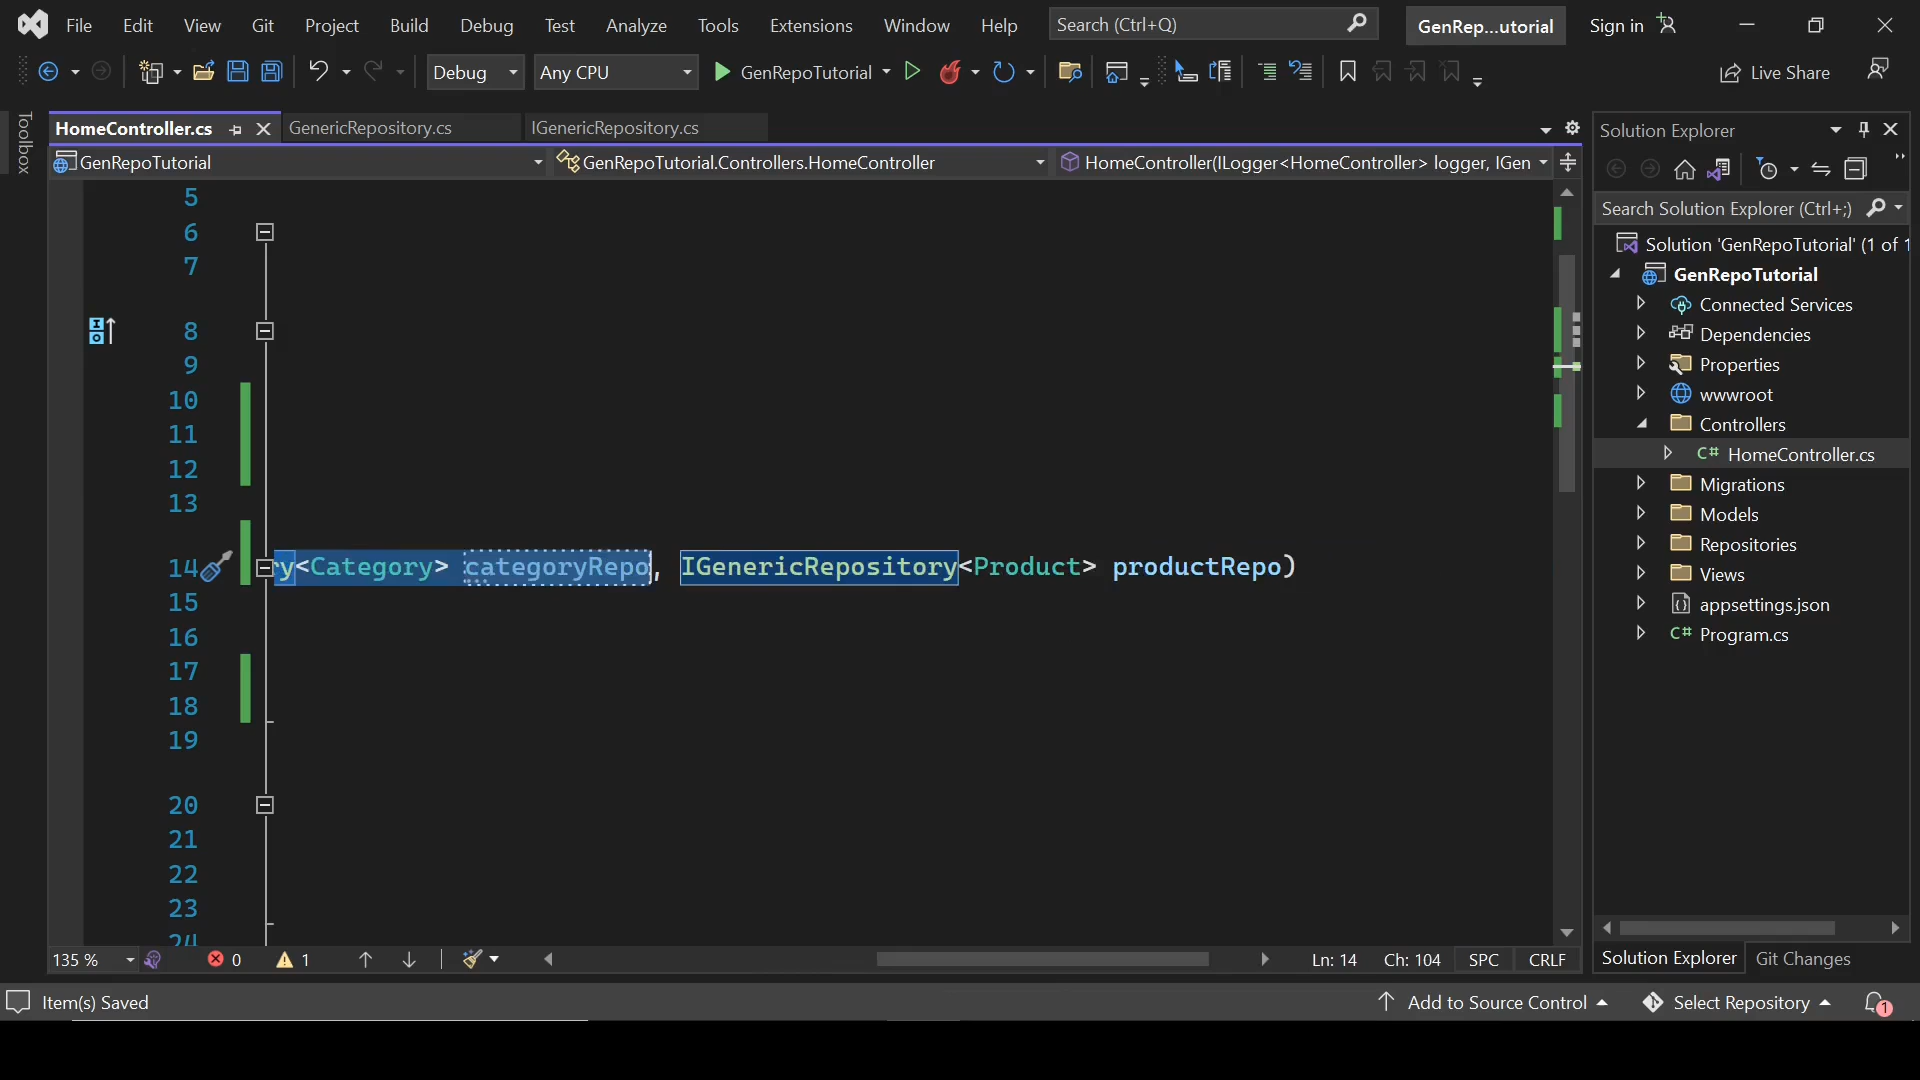 File Edit View Git Project Build Debug Test Analyze Tools Extensions Window Help Search (Ctrl+Q) GenRep...utorial Sign in
Debug Any CPU GenRepoTutorial Live Share
Toolbox
HomeController.cs GenericRepository.cs IGenericRepository.cs
GenRepoTutorial GenRepoTutorial.Controllers.HomeController HomeController(ILogger<HomeController> logger, IGen
5
6
7
8
9
10
11
12
13
14 ry<Category> categoryRepo, IGenericRepository<Product> productRepo)
15
16
17
18
19
20
21
22
23
24
135 % 0 1 Ln: 14 Ch: 104 SPC CRLF
Solution Explorer
Search Solution Explorer (Ctrl+;)
Solution 'GenRepoTutorial' (1 of 1
GenRepoTutorial
Connected Services
Dependencies
Properties
wwwroot
Controllers
C# HomeController.cs
Migrations
Models
Repositories
Views
appsettings.json
C# Program.cs
Solution Explorer Git Changes
Item(s) Saved Add to Source Control Select Repository 1